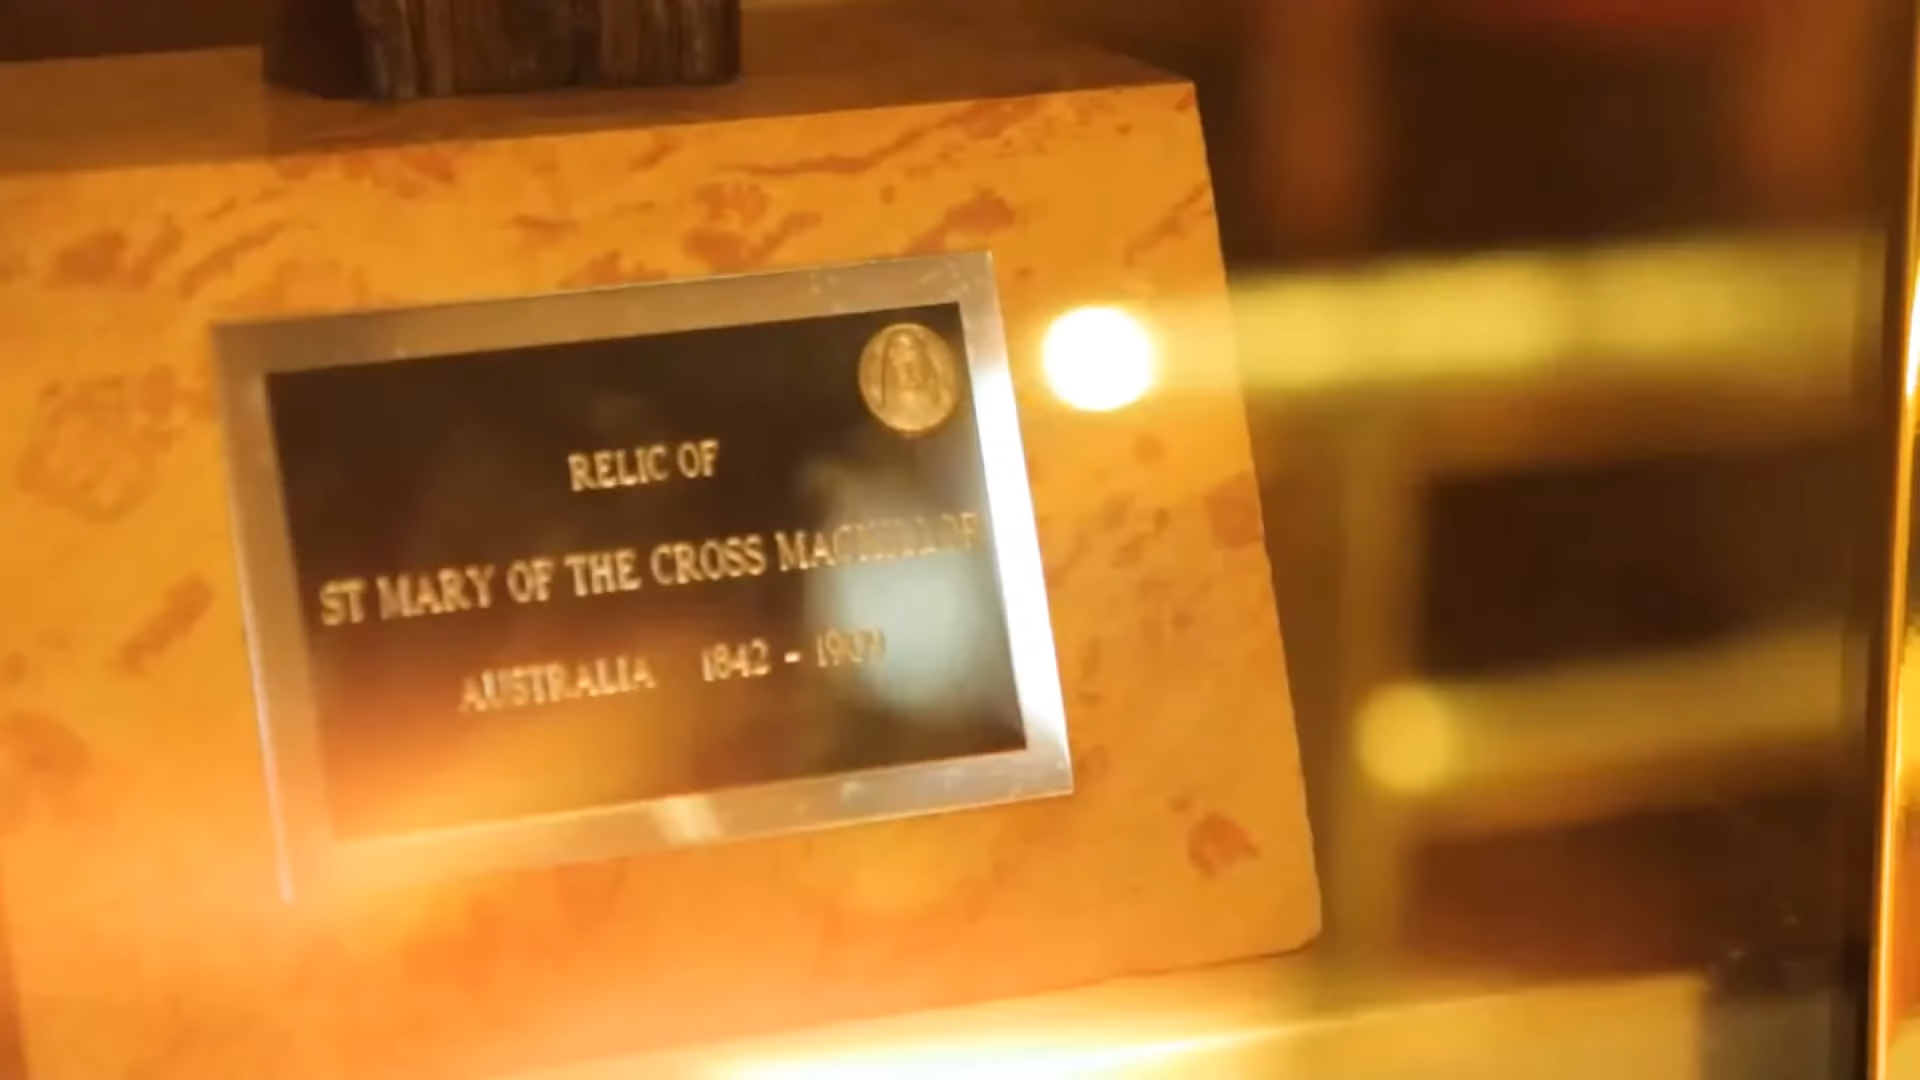 RELIC OF
ST MARY OF THE CROSS
AUSTRALIA 1842 -